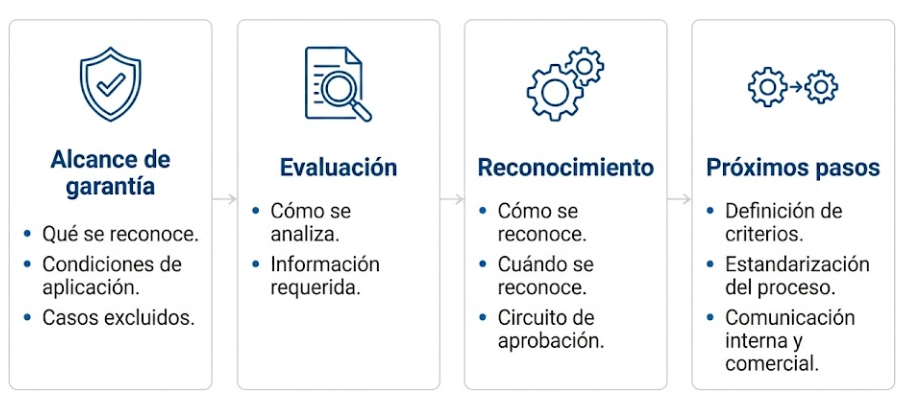 Alcance de
garantía
• Qué se reconoce.
• Condiciones de
aplicación.
• Casos excluidos.
Evaluación
• Cómo se
analiza.
• Información
requerida.
Reconocimiento
• Cómo se
reconoce.
• Cuándo se
reconoce.
• Circuito de
aprobación.
Próximos pasos
• Definición de
criterios.
• Estandarización
del proceso.
• Comunicación
interna y
comercial.